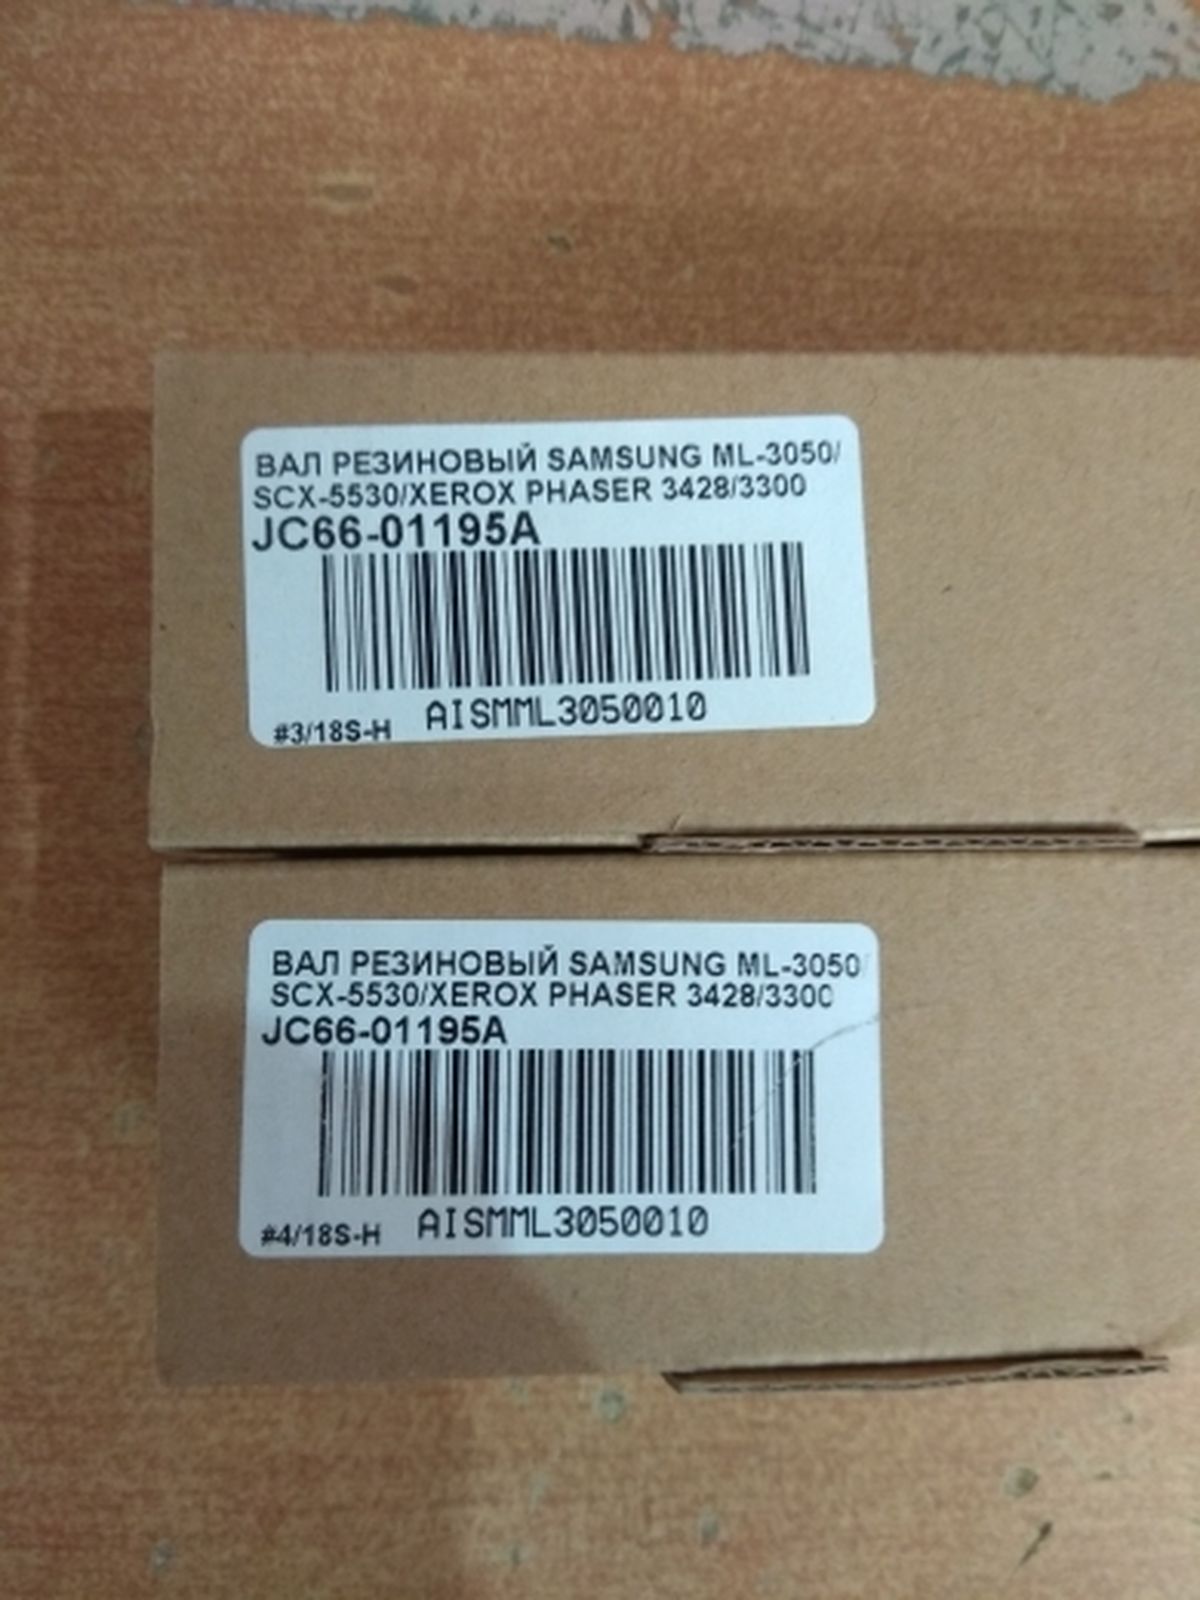 ВАЛ РЕЗИНОВЫЙ SAMSUNG ML-3050/
SCX-5530/XEROX PHASER 3428/3300
JC66-01195A
#3/18S-H AISMML3050010
ВАЛ РЕЗИНОВЫЙ SAMSUNG ML-3050/
SCX-5530/XEROX PHASER 3428/3300
JC66-01195A
#4/18S-H AISMML3050010